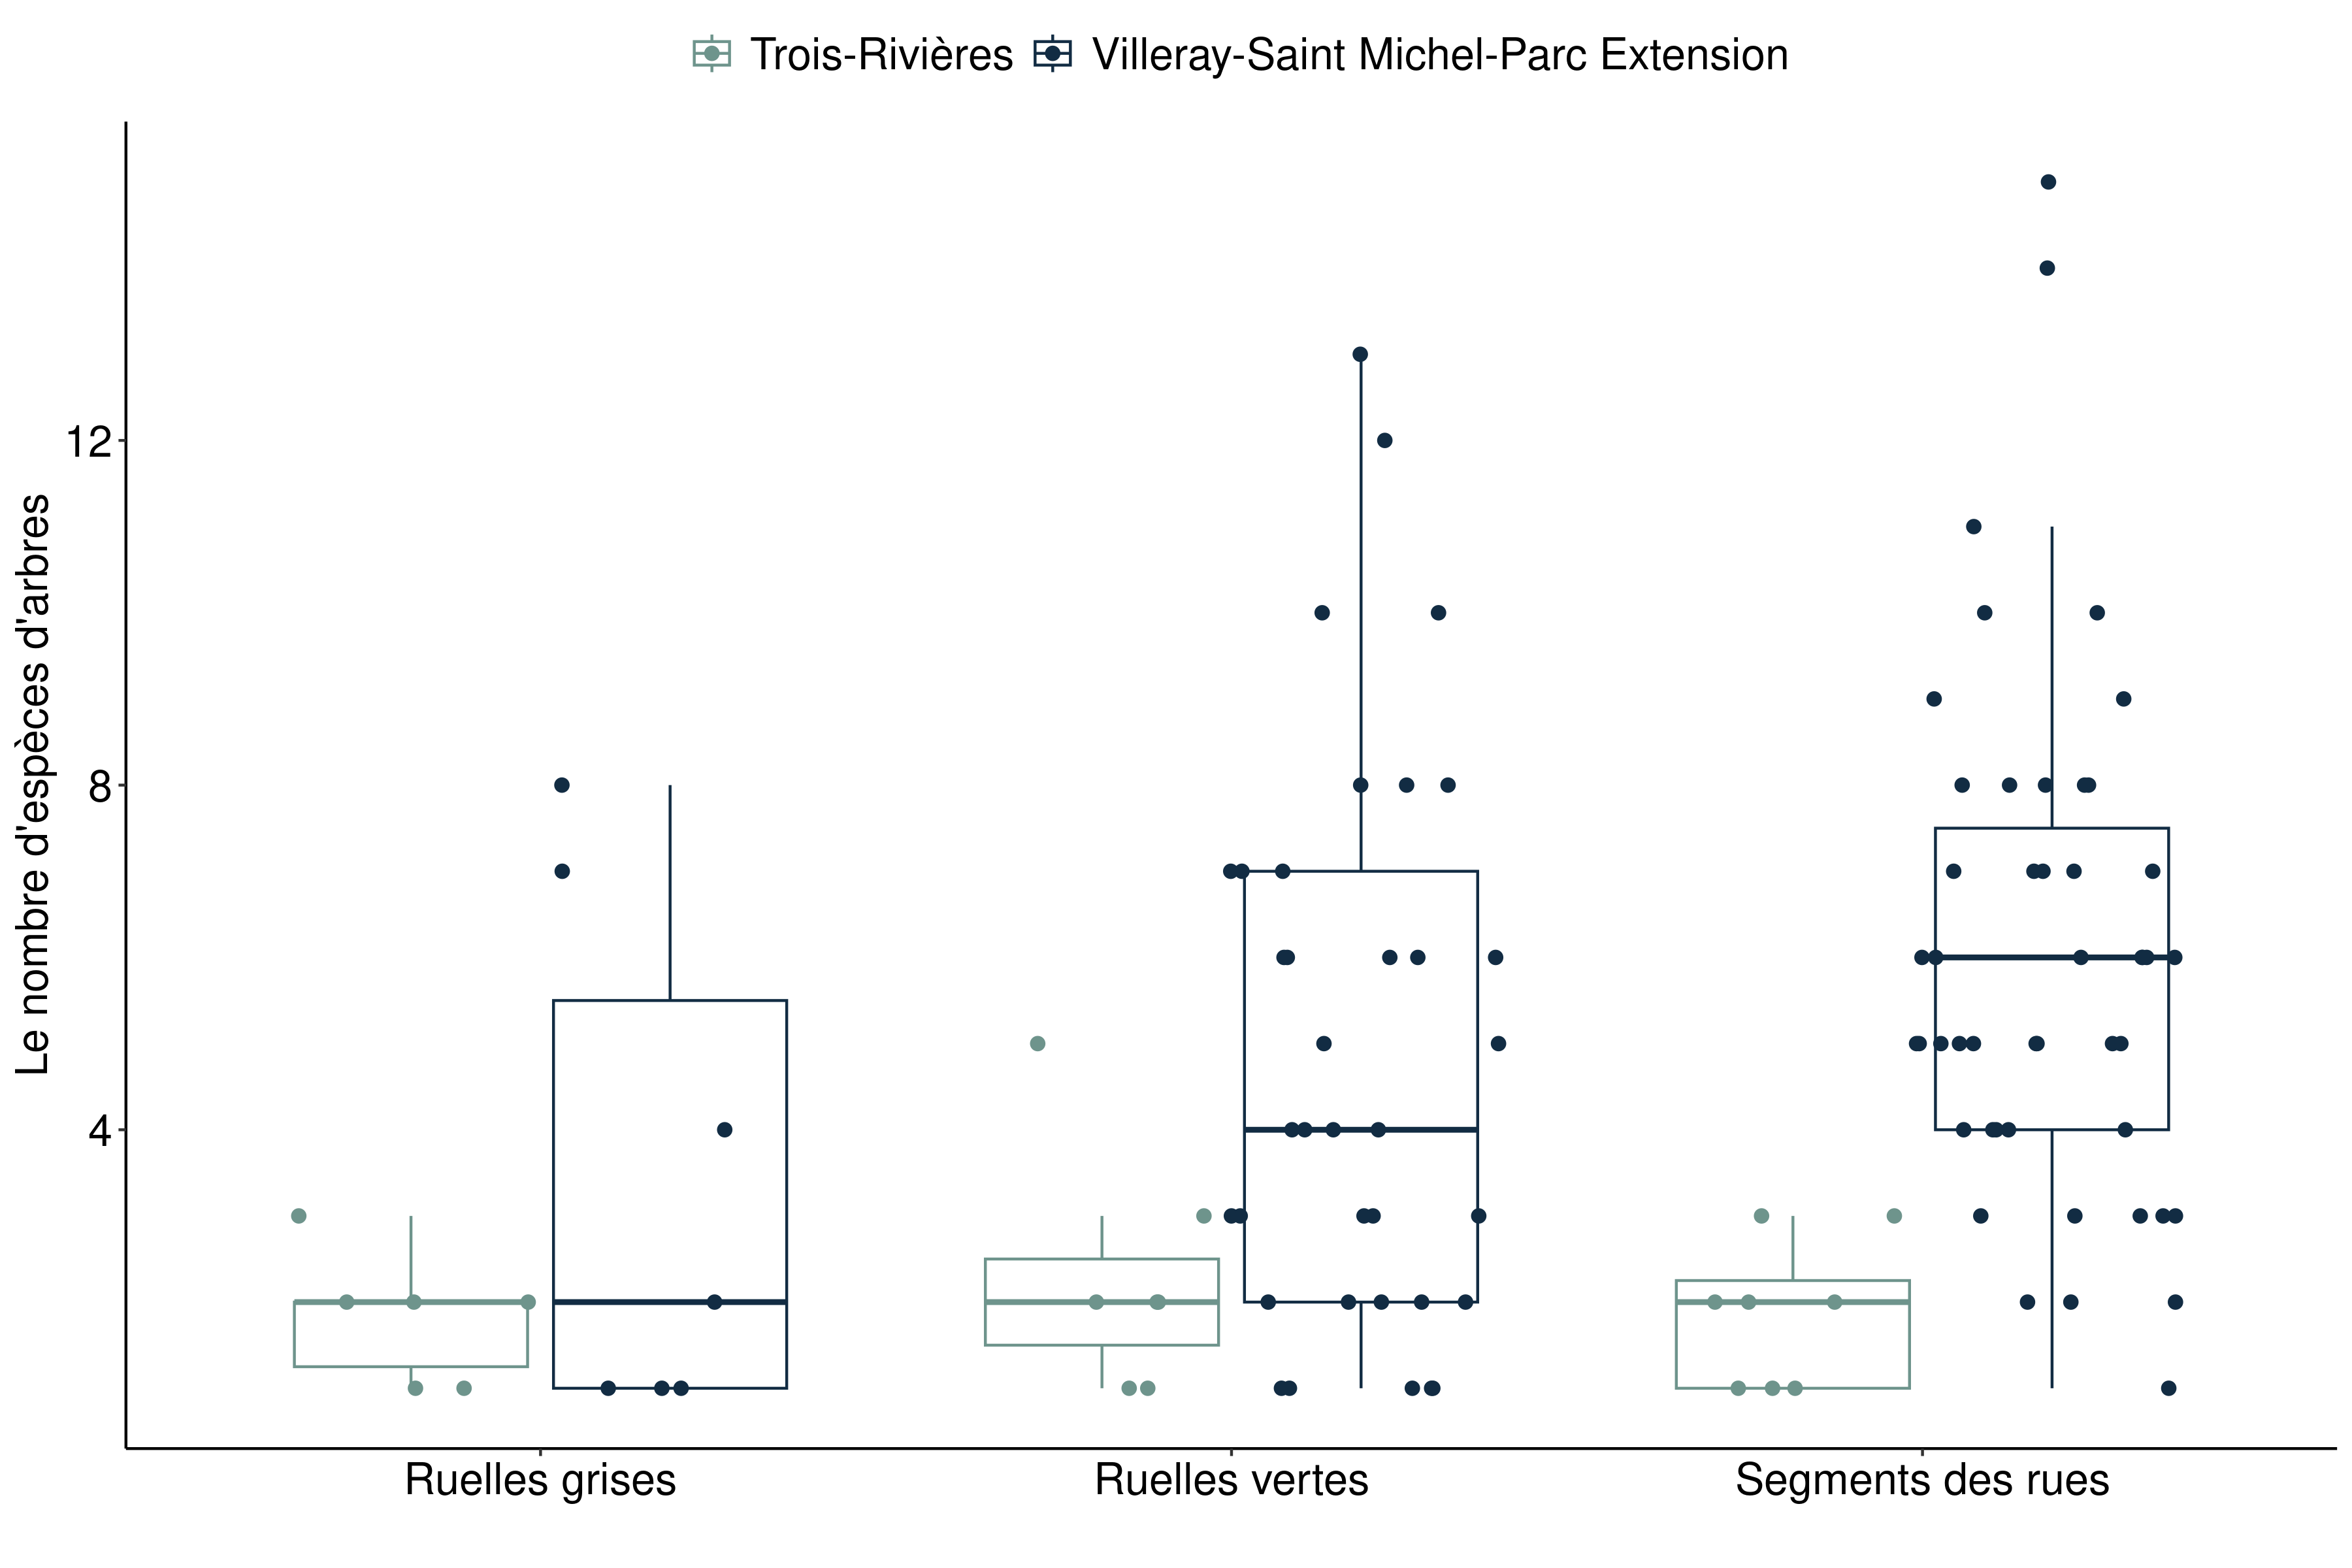 Trois-Rivières Villeray-Saint Michel-Parc Extension
Le nombre d'espèces d'arbres
12
8
4
Ruelles grises Ruelles vertes Segments des rues